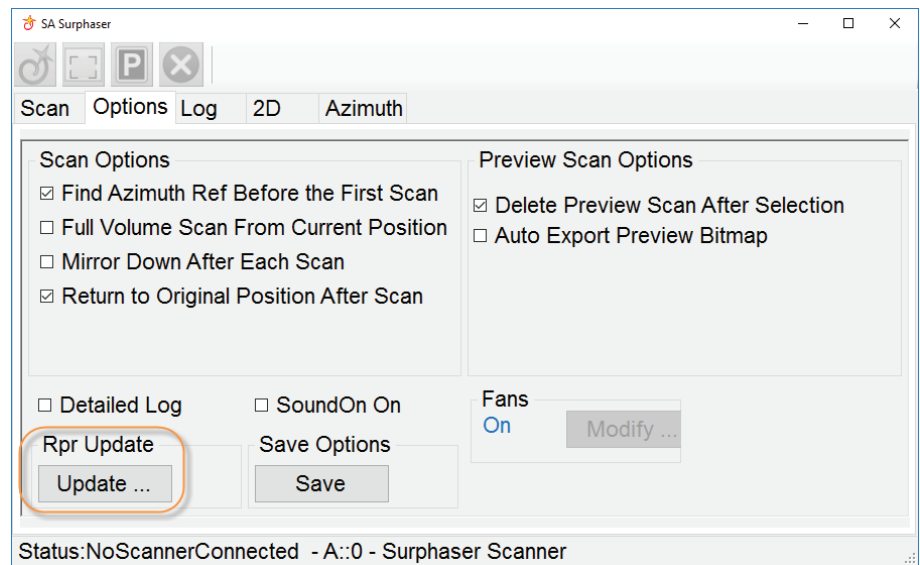 SA Surphaser
P
Scan Options Log 2D Azimuth
Scan Options
Find Azimuth Ref Before the First Scan
Full Volume Scan From Current Position
Mirror Down After Each Scan
Return to Original Position After Scan
Preview Scan Options
Delete Preview Scan After Selection
Auto Export Preview Bitmap
Detailed Log
SoundOn On
Fans
On
Modify ...
Rpr Update
Update ...
Save Options
Save
Status:NoScannerConnected - A::0 - Surphaser Scanner